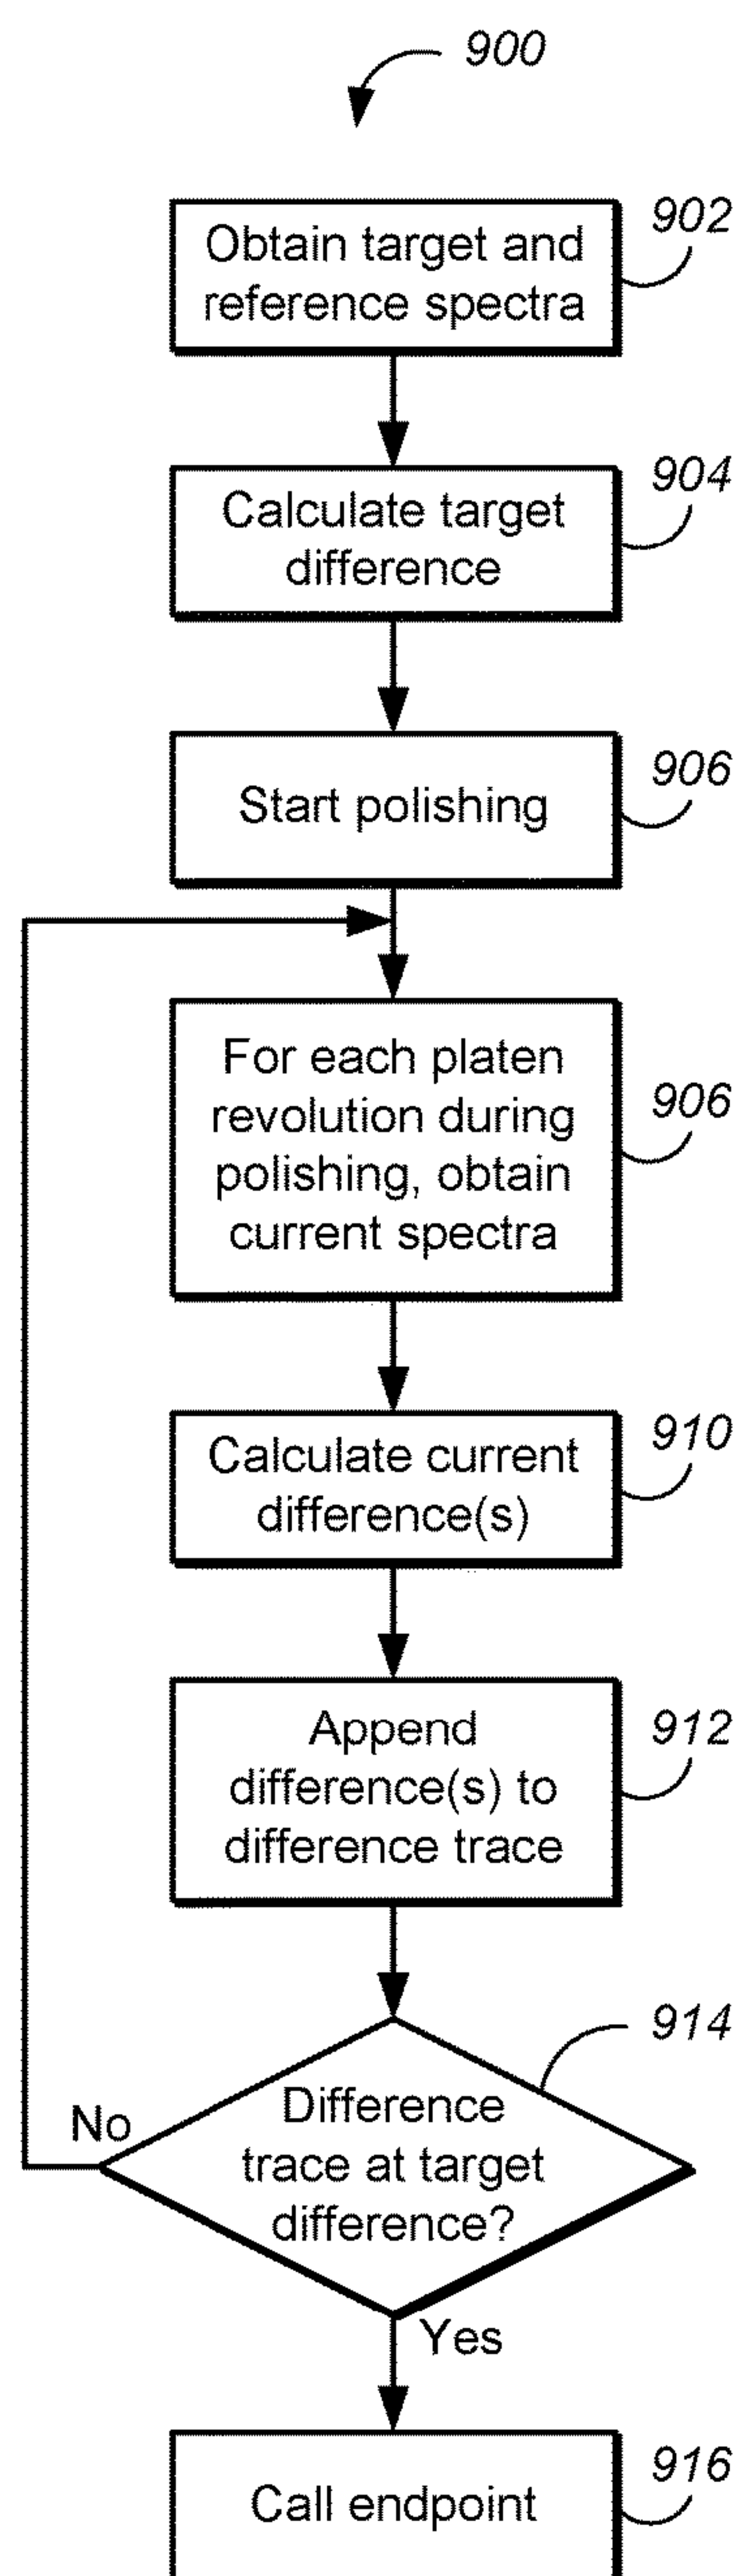 900
902
Obtain target and
reference spectra
904
Calculate target
difference
906
Start polishing
906
For each platen
revolution during
polishing, obtain
current spectra
910
Calculate current
difference(s)
912
Append
difference(s) to
difference trace
914
Difference
trace at target
difference?
No
Yes
916
Call endpoint